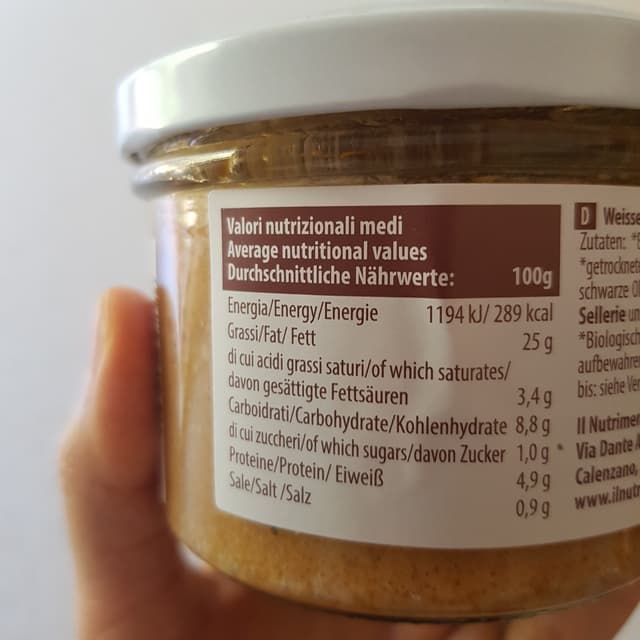 Valori nutrizionali medi
Average nutritional values
Durchschnittliche Nährwerte: 100g
Energia/Energy/Energie 1194 kJ/ 289 kcal
Grassi/Fat/ Fett 25 g
di cui acidi grassi saturi/of which saturates/
davon gesättigte Fettsäuren 3,4 g
Carboidrati/Carbohydrate/Kohlenhydrate 8,8 g
di cui zuccheri/of which sugars/davon Zucker 1,0 g
Proteine/Protein/ Eiweiß 4,9 g
Sale/Salt /Salz 0,9 g
D
Zutaten:
schwarze
Sellerie
bis: siehe
Il
Via Dante
Calenzano,